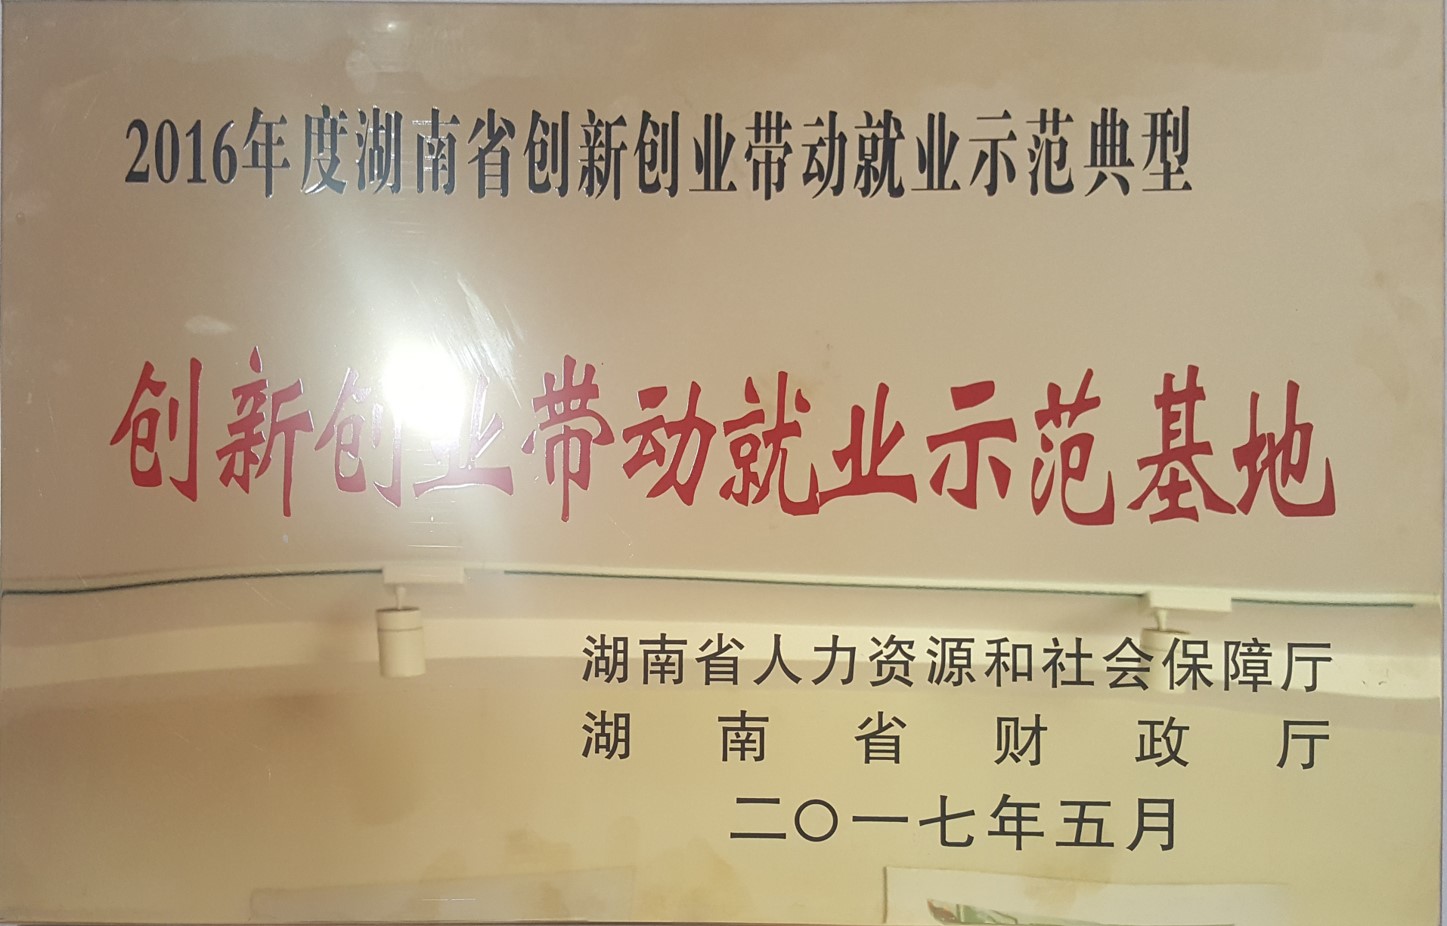 2016年度湖南省创新创业带动就业示范典型
创新创业带动就业示范基地
湖南省人力资源和社会保障厅
湖南省财政厅
二〇一七年五月